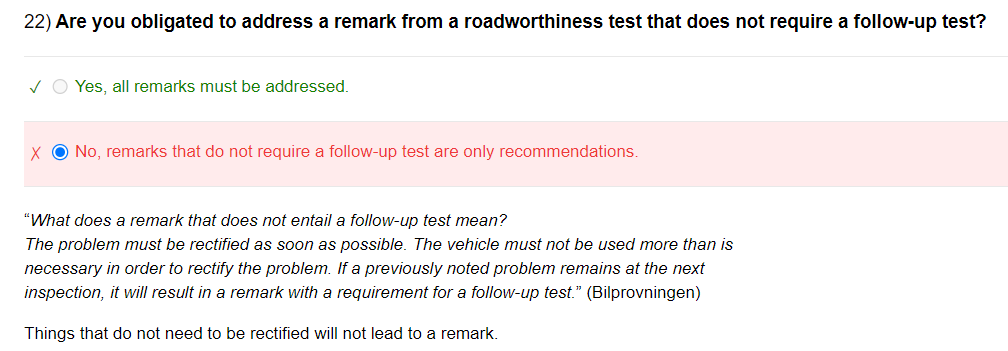 22) Are you obligated to address a remark from a roadworthiness test that does not require a follow-up test?
✓ Yes, all remarks must be addressed.
X No, remarks that do not require a follow-up test are only recommendations.
“What does a remark that does not entail a follow-up test mean?
The problem must be rectified as soon as possible. The vehicle must not be used more than is
necessary in order to rectify the problem. If a previously noted problem remains at the next
inspection, it will result in a remark with a requirement for a follow-up test.” (Bilprovningen)
Things that do not need to be rectified will not lead to a remark.